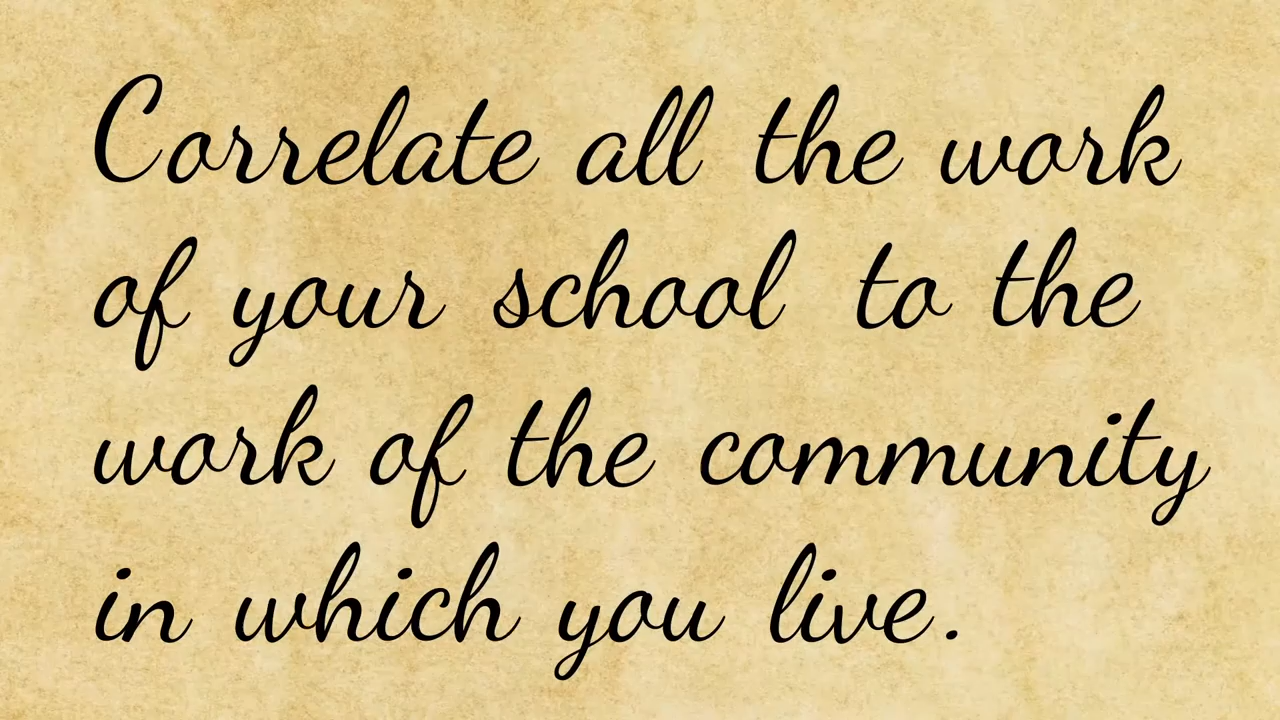 Correlate all the work
of your school to the
work of the community
in which you live.